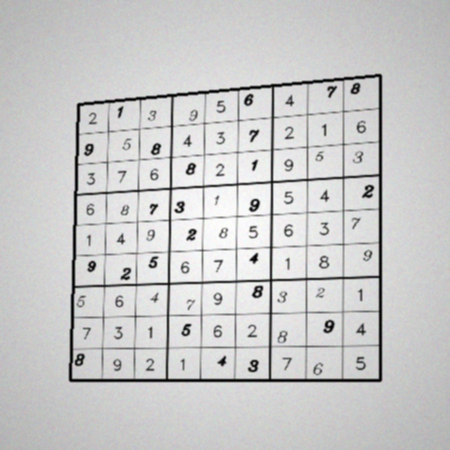 2 1 3 9 5 6 4 7 8
9 5 8 4 3 7 2 1 6
3 7 6 8 2 1 9 5 3
6 8 7 3 1 9 5 4 2
1 4 9 2 8 5 6 3 7
9 2 5 6 7 4 1 8 9
5 6 4 7 9 8 3 2 1
7 3 1 5 6 2 8 9 4
8 9 2 1 4 3 7 6 5